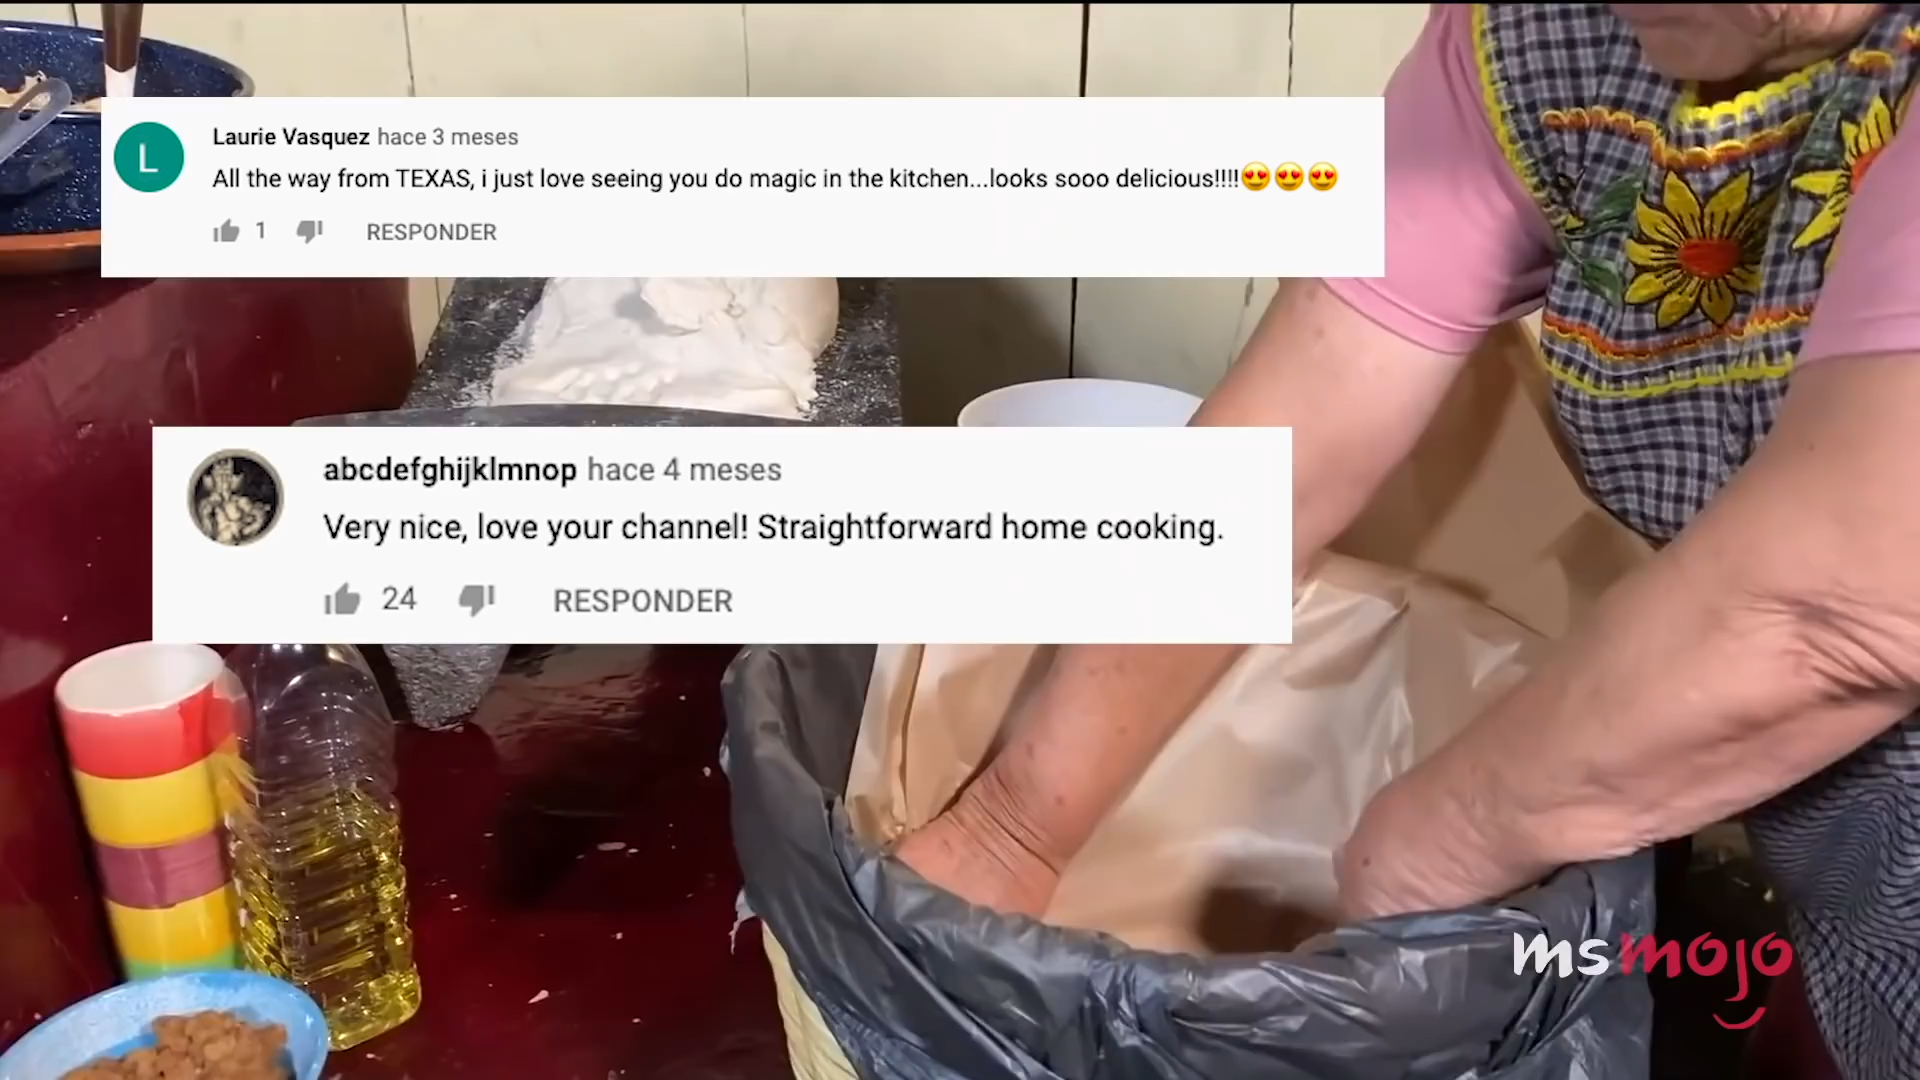 L
Laurie Vasquez hace 3 meses
All the way from TEXAS, i just love seeing you do magic in the kitchen...looks sooo delicious!!!!😍😍😍
1 RESPONDER
abcdefghijklmnop hace 4 meses
Very nice, love your channel! Straightforward home cooking.
24 RESPONDER
msmojo